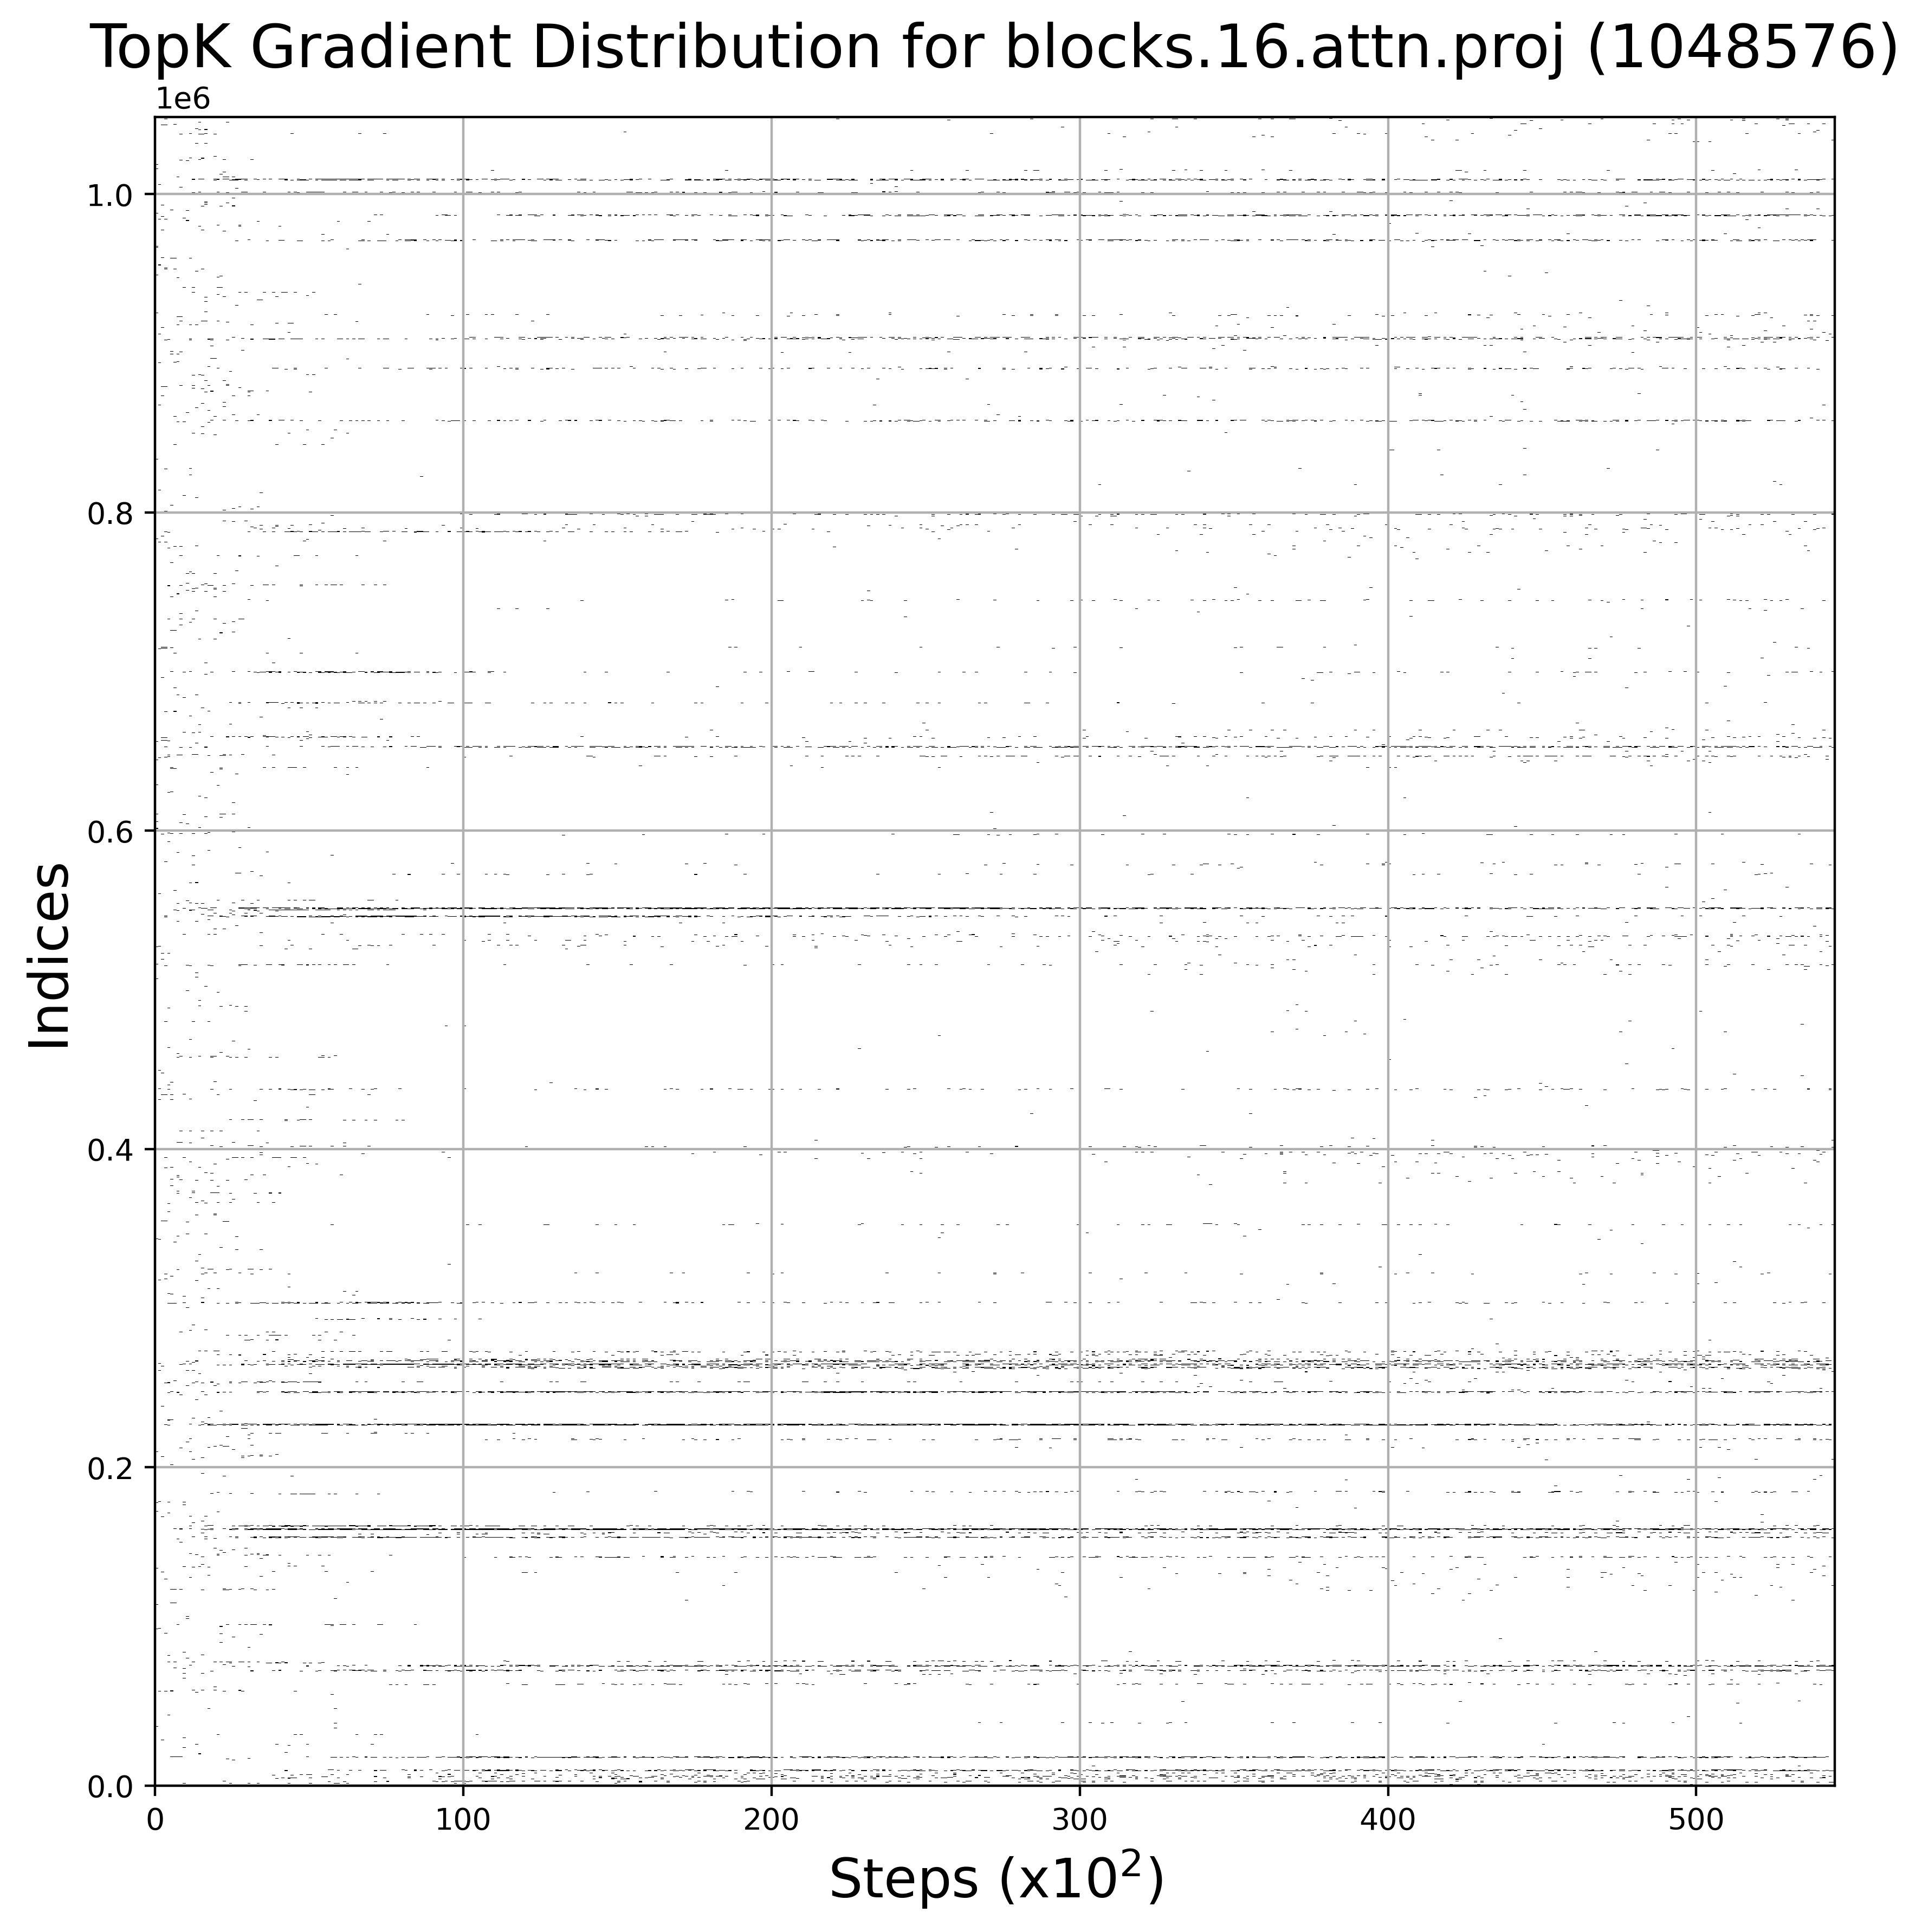 TopK Gradient Distribution for blocks.16.attn.proj (1048576)
1e6
1.0
0.8
0.6
0.4
0.2
0.0
Indices
0 100 200 300 400 500
Steps (x10²)